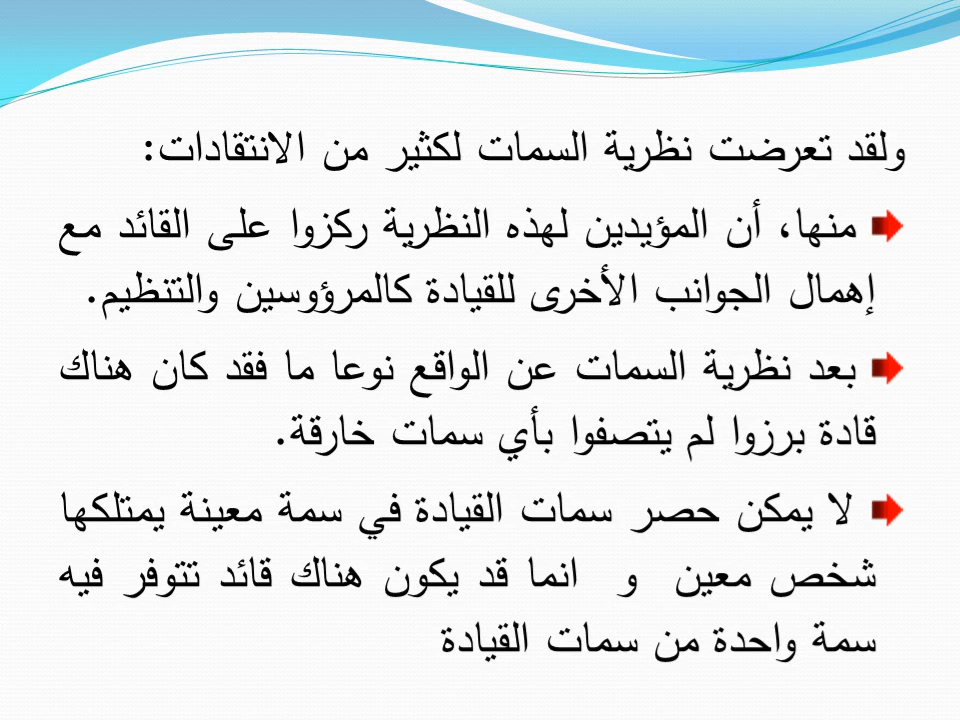 ولقد تعرضت نظرية السمات لكثير من الانتقادات:
منها، أن المؤيدين لهذه النظرية ركزوا على القائد مع
إهمال الجوانب الأخرى للقيادة كالمرؤوسين والتنظيم.
بعد نظرية السمات عن الواقع نوعا ما فقد كان هناك
قادة برزوا لم يتصفوا بأي سمات خارقة.
لا يمكن حصر سمات القيادة في سمة معينة يمتلكها
شخص معين و انما قد يكون هناك قائد تتوفر فيه
سمة واحدة من سمات القيادة